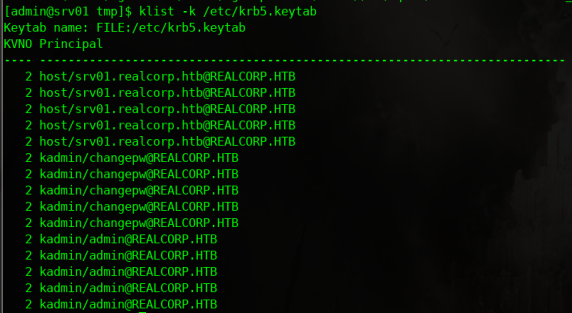 [admin@srv01 tmp]$ klist -k /etc/krb5.keytab
Keytab name: FILE:/etc/krb5.keytab
KVNO Principal
---- --------------------------------------------------------------------------
   2 host/srv01.realcorp.htb@REALCORP.HTB
   2 host/srv01.realcorp.htb@REALCORP.HTB
   2 host/srv01.realcorp.htb@REALCORP.HTB
   2 host/srv01.realcorp.htb@REALCORP.HTB
   2 host/srv01.realcorp.htb@REALCORP.HTB
   2 kadmin/changepw@REALCORP.HTB
   2 kadmin/changepw@REALCORP.HTB
   2 kadmin/changepw@REALCORP.HTB
   2 kadmin/changepw@REALCORP.HTB
   2 kadmin/changepw@REALCORP.HTB
   2 kadmin/admin@REALCORP.HTB
   2 kadmin/admin@REALCORP.HTB
   2 kadmin/admin@REALCORP.HTB
   2 kadmin/admin@REALCORP.HTB
   2 kadmin/admin@REALCORP.HTB